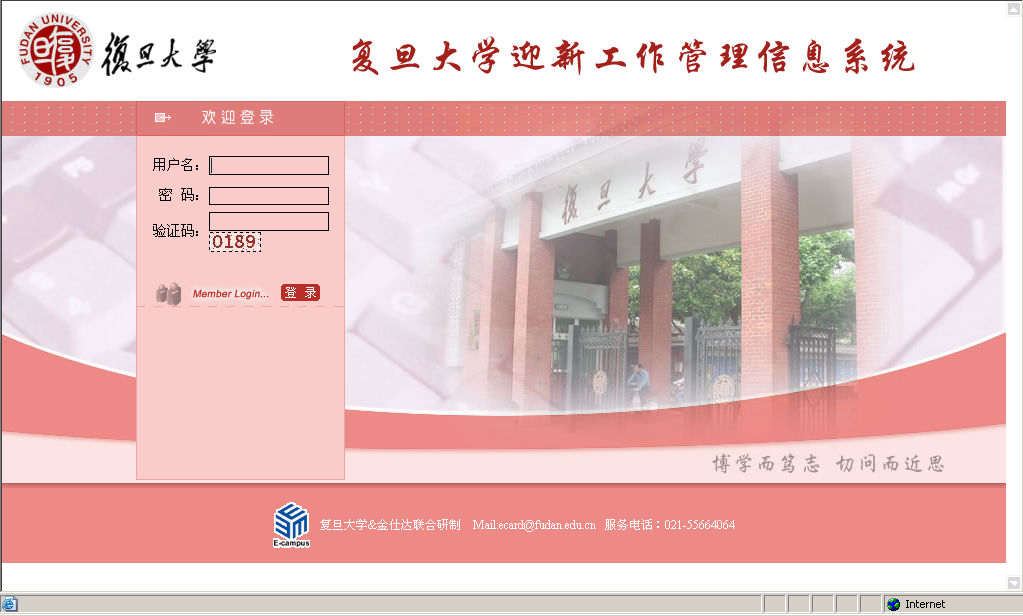 FUDAN UNIVERSITY
1905
復旦大學
复旦大学迎新工作管理信息系统
欢迎登录
用户名：
密 码：
验证码：
0189
Member Login...
登 录
復旦大學
博学而笃志 切问而近思
E-campus
复旦大学&金仕达联合研制 Mail:ecard@fudan.edu.cn 服务电话：021-55664064
Internet